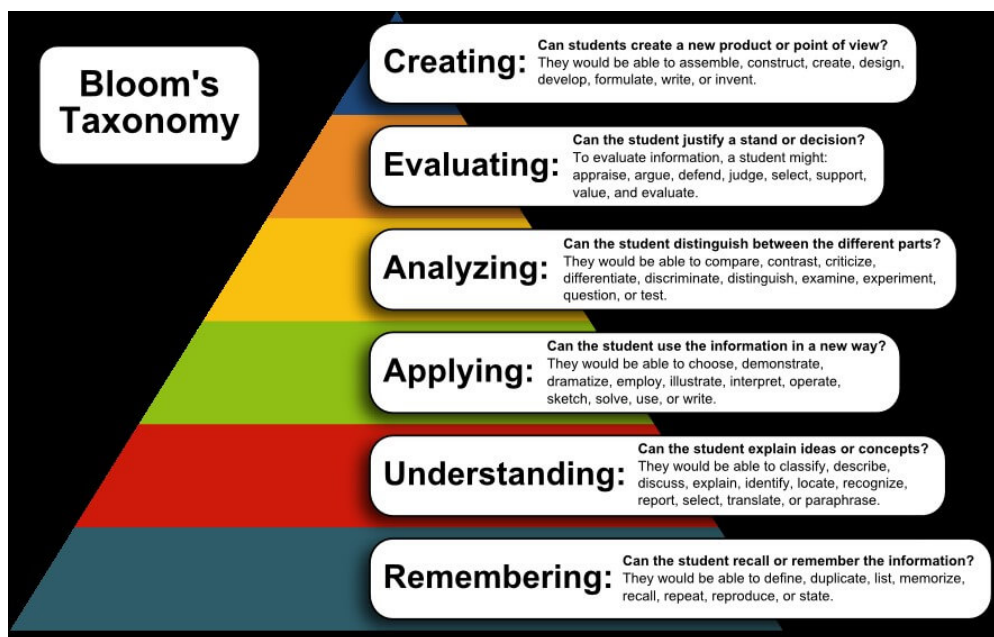 Bloom's
Taxonomy
Creating:
Can students create a new product or point of view?
They would be able to assemble, construct, create, design,
develop, formulate, write, or invent.
Evaluating:
Can the student justify a stand or decision?
To evaluate information, a student might:
appraise, argue, defend, judge, select, support,
value, and evaluate.
Analyzing:
Can the student distinguish between the different parts?
They would be able to compare, contrast, criticize,
differentiate, discriminate, distinguish, examine, experiment,
question, or test.
Applying:
Can the student use the information in a new way?
They would be able to choose, demonstrate,
dramatize, employ, illustrate, interpret, operate,
sketch, solve, use, or write.
Understanding:
Can the student explain ideas or concepts?
They would be able to classify, describe,
discuss, explain, identify, locate, recognize,
report, select, translate, or paraphrase.
Remembering:
Can the student recall or remember the information?
They would be able to define, duplicate, list, memorize,
recall, repeat, reproduce, or state.